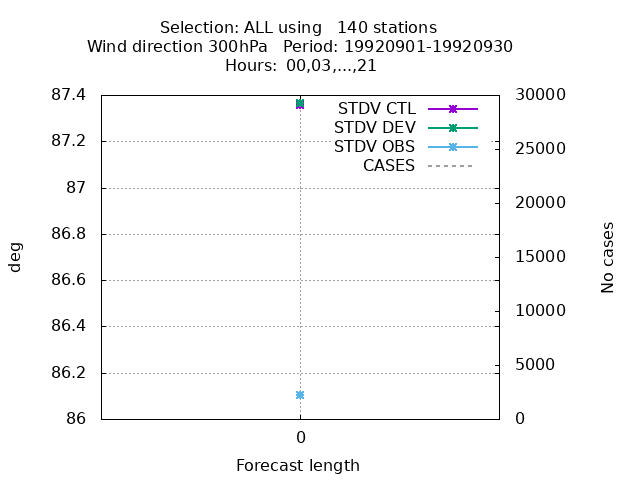 Selection: ALL using   140 stations
Wind direction 300hPa   Period: 19920901-19920930
Hours:  00,03,...,21
87.4
87.2
87
86.8
86.6
86.4
86.2
86
deg
STDV CTL
STDV DEV
STDV OBS
CASES
30000
25000
20000
15000
10000
5000
0
No cases
0
Forecast length